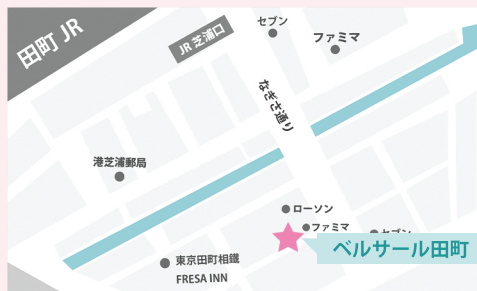 田町 JR
JR 芝浦口
セブン
ファミマ
なぎさ通り
港芝浦郵局
ローソン
ファミマ
セブン
ベルサール田町
東京田町相鐵
FRESA INN